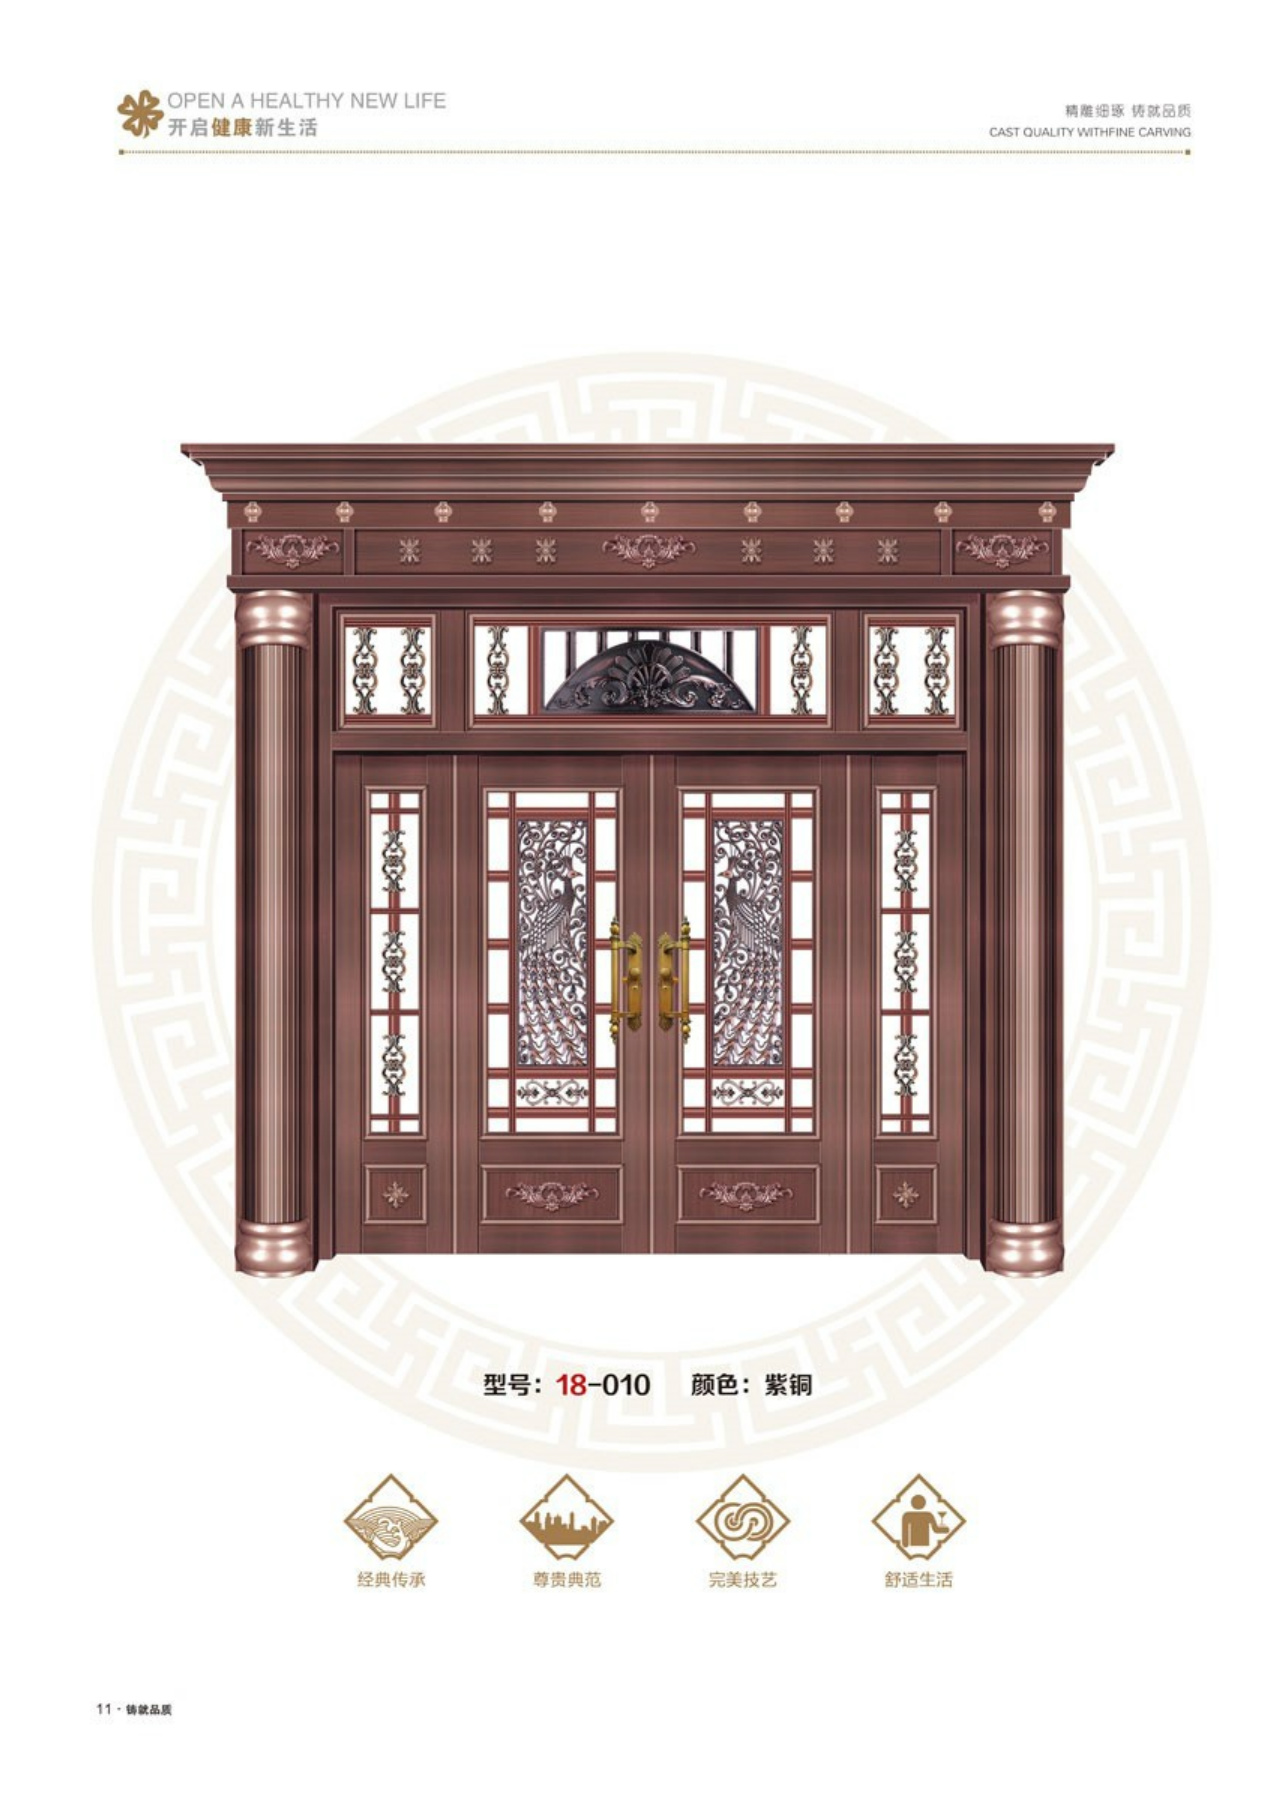 OPEN A HEALTHY NEW LIFE
开启健康新生活
精雕细琢 铸就品质
CAST QUALITY WITHFINE CARVING
型号：18-010 颜色：紫铜
经典传承 尊贵典范 完美技艺 舒适生活
11 · 铸就品质